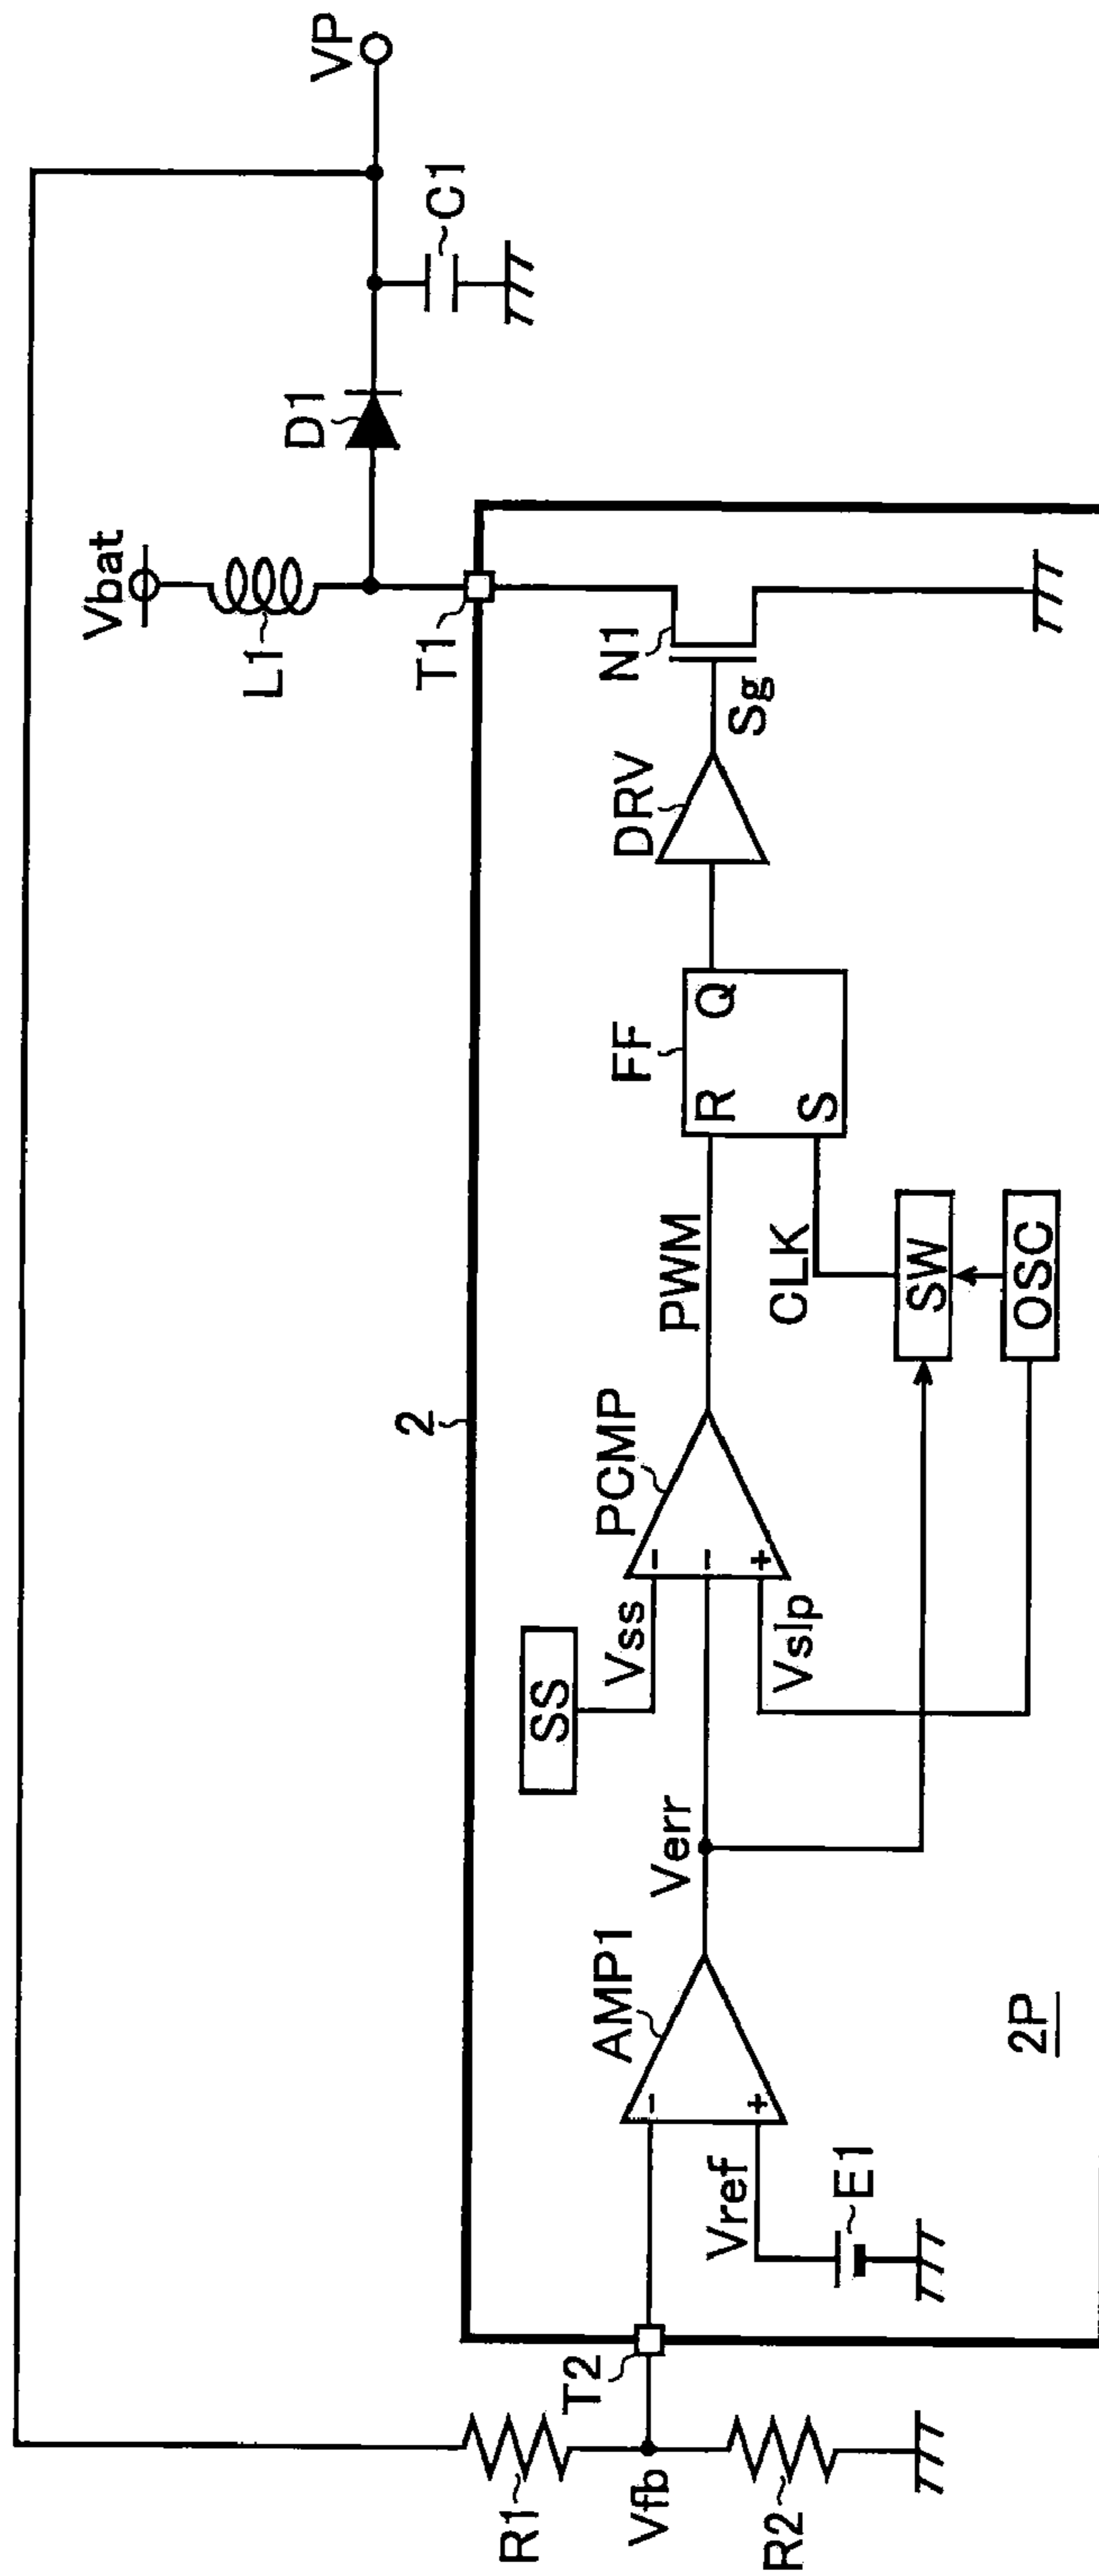 VP
Vbat
L1
D1
C1
T1
2
N1
Sg
DRV
FF
R
Q
S
PWM
CLK
SW
OSC
PCMP
-
-
+
SS
Vss
Vslp
Verr
AMP1
-
+
Vref
E1
2P
T2
R1
Vfb
R2